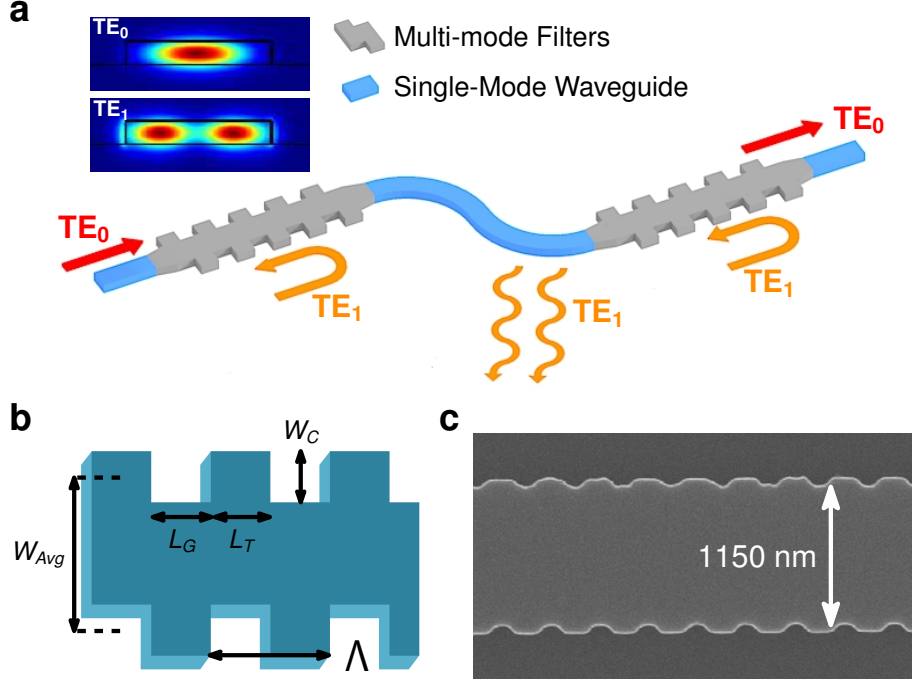 a
TE0
TE1
Multi-mode Filters
Single-Mode Waveguide
TE0
TE0
TE1
TE1
TE1
b
WC
LG
LT
WAvg
Λ
c
1150 nm